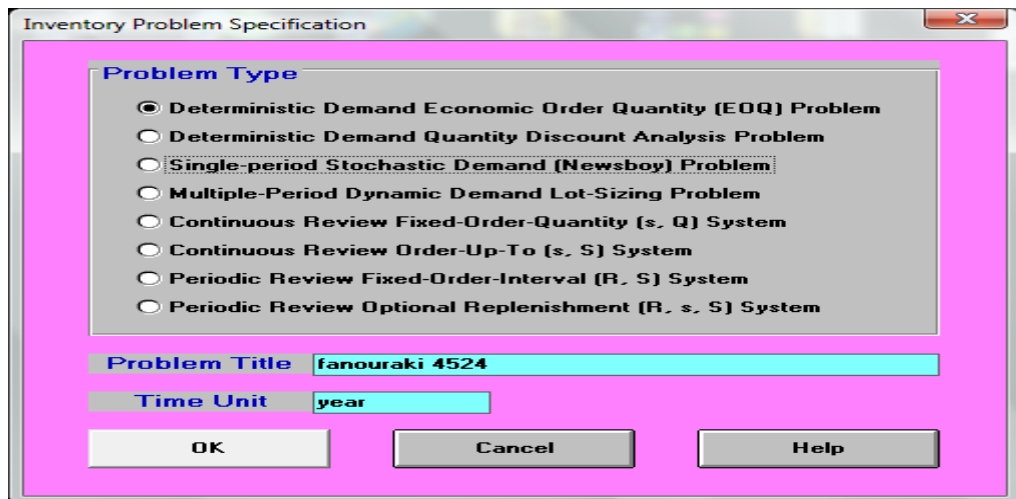 Inventory Problem Specification
Problem Type
Deterministic Demand Economic Order Quantity (EOQ) Problem
Deterministic Demand Quantity Discount Analysis Problem
Single-period Stochastic Demand (Newsboy) Problem
Multiple-Period Dynamic Demand Lot-Sizing Problem
Continuous Review Fixed-Order-Quantity (s, Q) System
Continuous Review Order-Up-To (s, S) System
Periodic Review Fixed-Order-Interval (R, S) System
Periodic Review Optional Replenishment (R, s, S) System
Problem Title fanouraki 4524
Time Unit year
OK Cancel Help